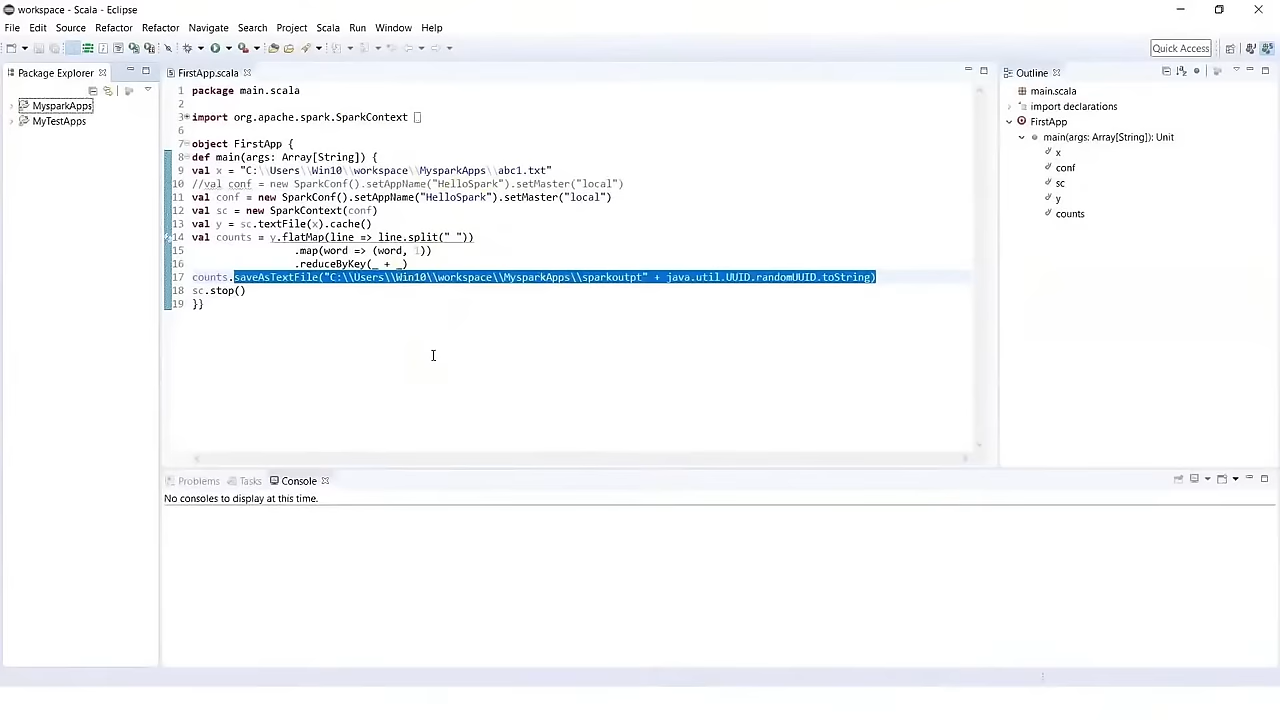 workspace - Scala - Eclipse
File Edit Source Refactor Refactor Navigate Search Project Scala Run Window Help
Quick Access
Package Explorer
MysparkApps
MyTestApps
FirstApp.scala
1 package main.scala
2
3 import org.apache.spark.SparkContext
6
7 object FirstApp {
8 def main(args: Array[String]) {
9 val x = "C:\\Users\\Win10\\workspace\\MysparkApps\\abc1.txt"
10 //val conf = new SparkConf().setAppName("HelloSpark").setMaster("local")
11 val conf = new SparkConf().setAppName("HelloSpark").setMaster("local")
12 val sc = new SparkContext(conf)
13 val y = sc.textFile(x).cache()
14 val counts = y.flatMap(line => line.split(" "))
15 .map(word => (word, 1))
16 .reduceByKey(_ + _)
17 counts.saveAsTextFile("C:\\Users\\Win10\\workspace\\MysparkApps\\sparkoutpt" + java.util.UUID.randomUUID.toString)
18 sc.stop()
19 }}
Outline
main.scala
import declarations
FirstApp
main(args: Array[String]): Unit
x
conf
sc
y
counts
Problems Tasks Console
No consoles to display at this time.